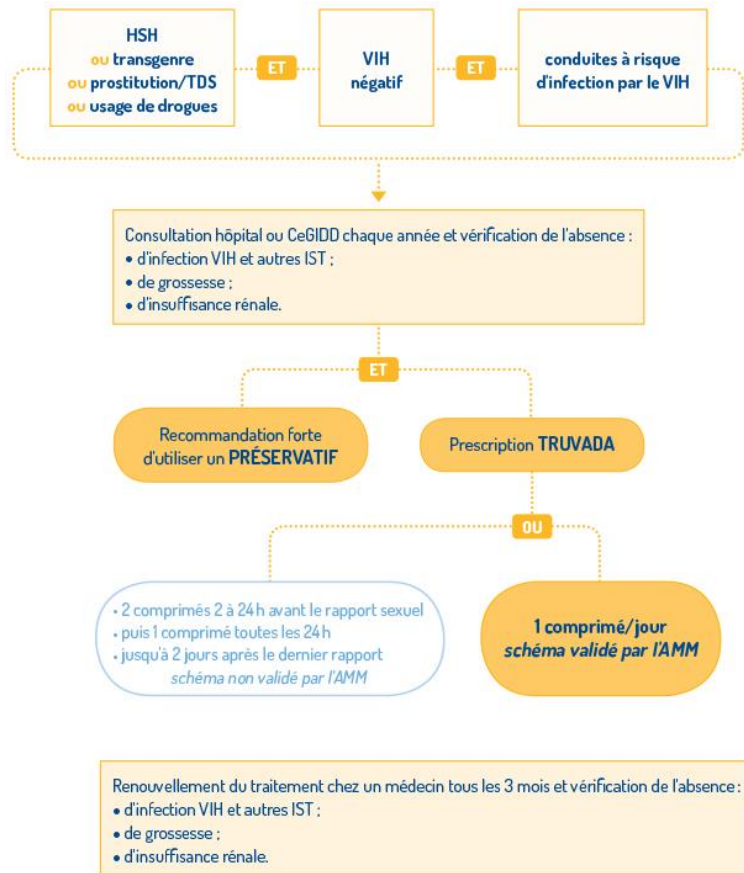 HSH
ou transgenre
ou prostitution/TDS
ou usage de drogues
ET
VIH
négatif
ET
conduites à risque
d'infection par le VIH
Consultation hôpital ou CeGIDD chaque année et vérification de l'absence :
• d'infection VIH et autres IST ;
• de grossesse ;
• d'insuffisance rénale.
ET
Recommandation forte
d'utiliser un PRÉSERVATIF
Prescription TRUVADA
OU
• 2 comprimés 2 à 24h avant le rapport sexuel
• puis 1 comprimé toutes les 24h
• jusqu'à 2 jours après le dernier rapport
schéma non validé par l'AMM
1 comprimé/jour
schéma validé par l'AMM
Renouvellement du traitement chez un médecin tous les 3 mois et vérification de l'absence :
• d'infection VIH et autres IST ;
• de grossesse ;
• d'insuffisance rénale.